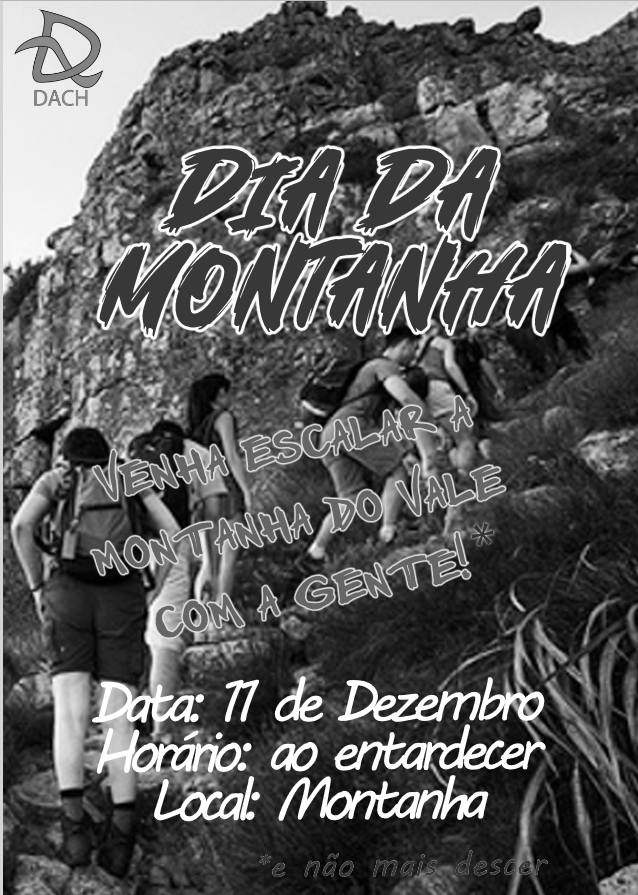 DACH
DIA DA
MONTANHA
VENHA ESCALAR A
MONTANHA DO VALE
COM A GENTE!*
Data: 11 de Dezembro
Horário: ao entardecer
Local: Montanha
*e não mais descer